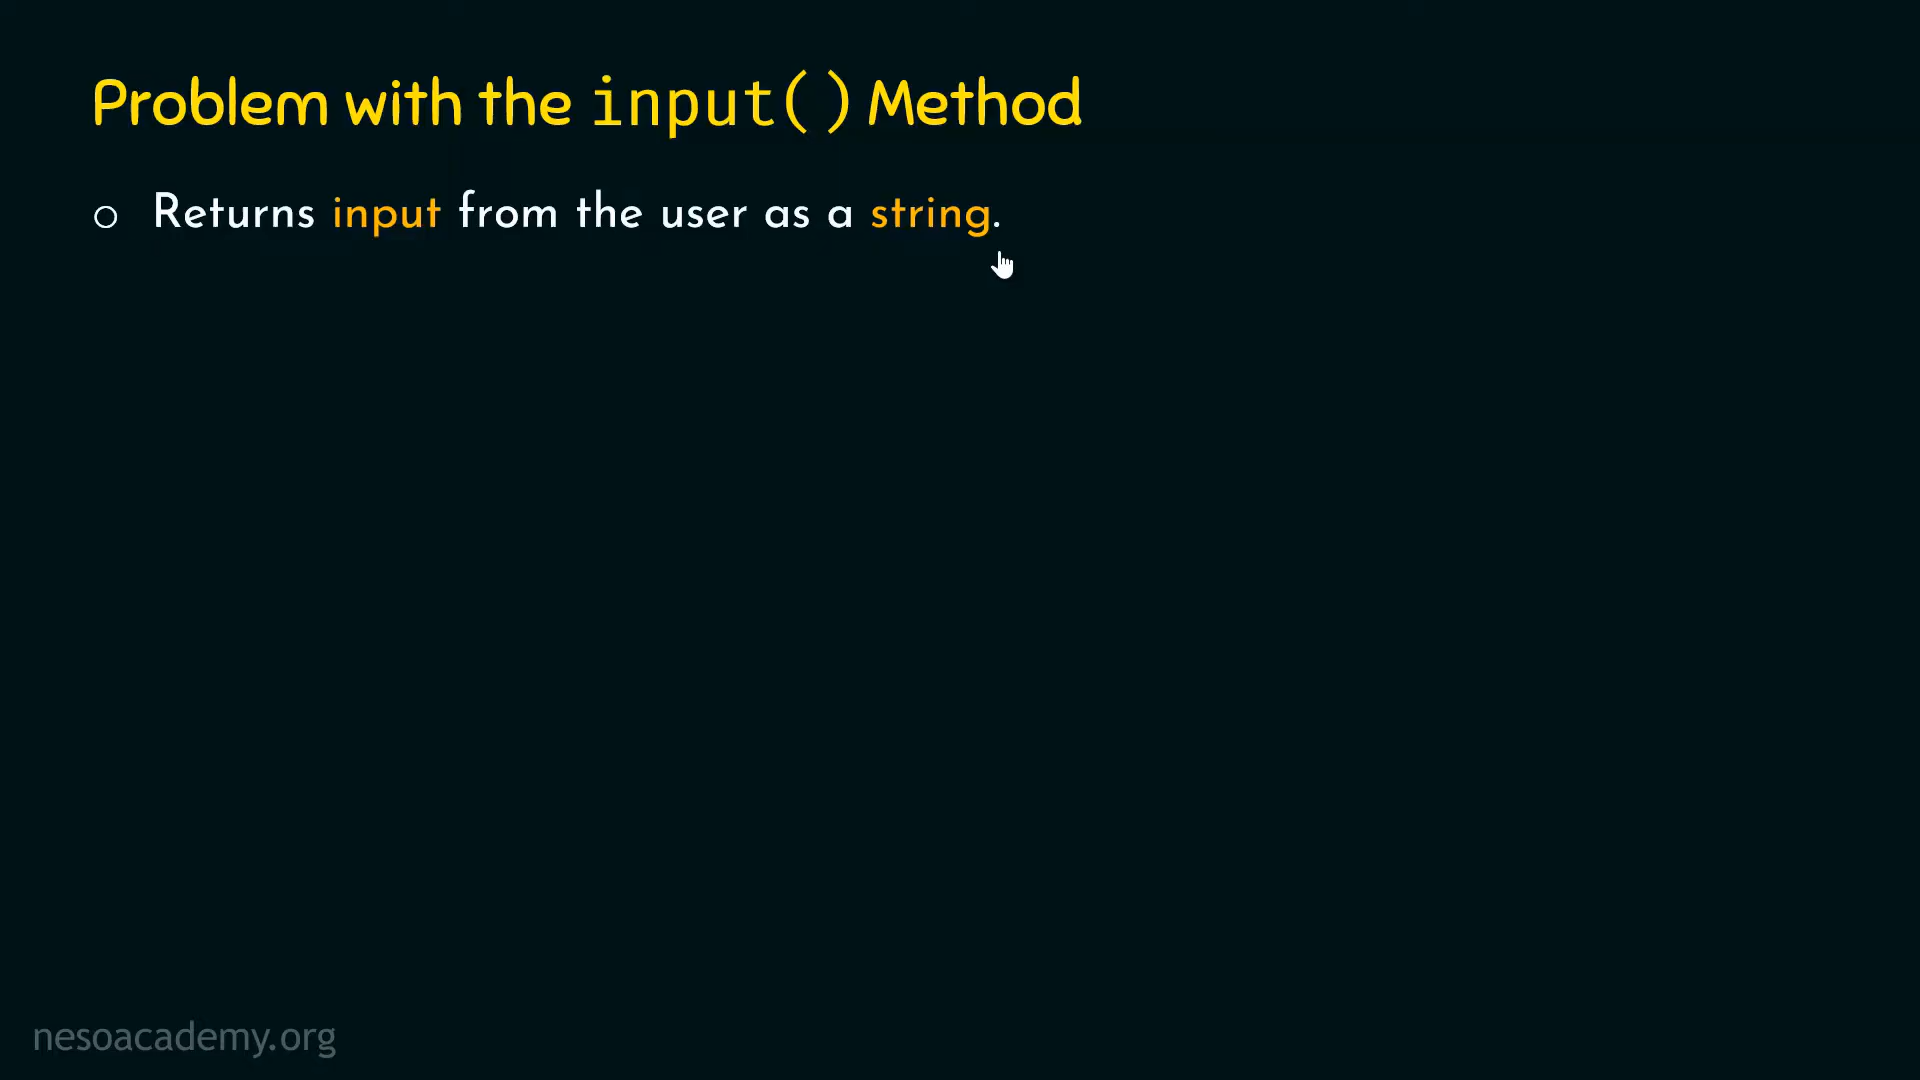 Problem with the input() Method
○ Returns input from the user as a string.
nesoacademy.org